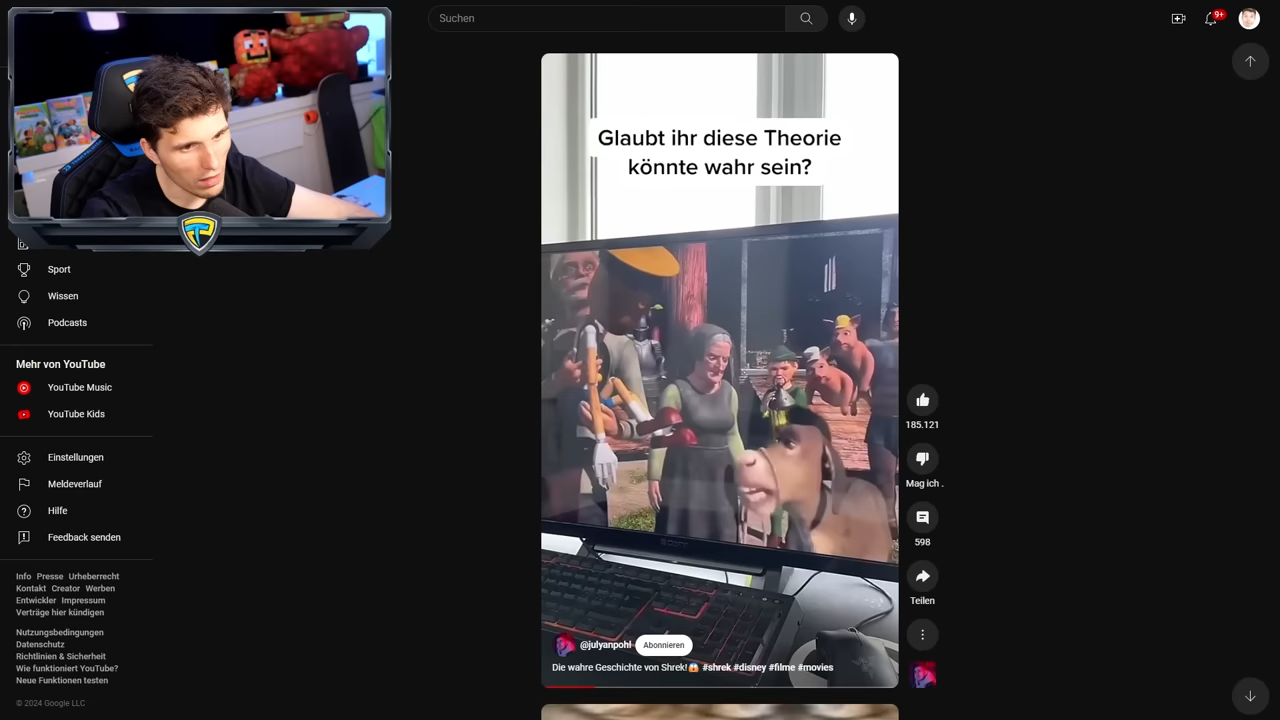 Suchen
9+
Glaubt ihr diese Theorie
könnte wahr sein?
Sport
Wissen
Podcasts
Mehr von YouTube
YouTube Music
YouTube Kids
Einstellungen
Meldeverlauf
Hilfe
Feedback senden
Info Presse Urheberrecht
Kontakt Creator Werben
Entwickler Impressum
Verträge hier kündigen
Nutzungsbedingungen
Datenschutz
Richtlinien & Sicherheit
Wie funktioniert YouTube?
Neue Funktionen testen
© 2024 Google LLC
SONY
@julyanpohl Abonnieren
Die wahre Geschichte von Shrek!😱 #shrek #disney #filme #movies
185.121
Mag ich .
598
Teilen